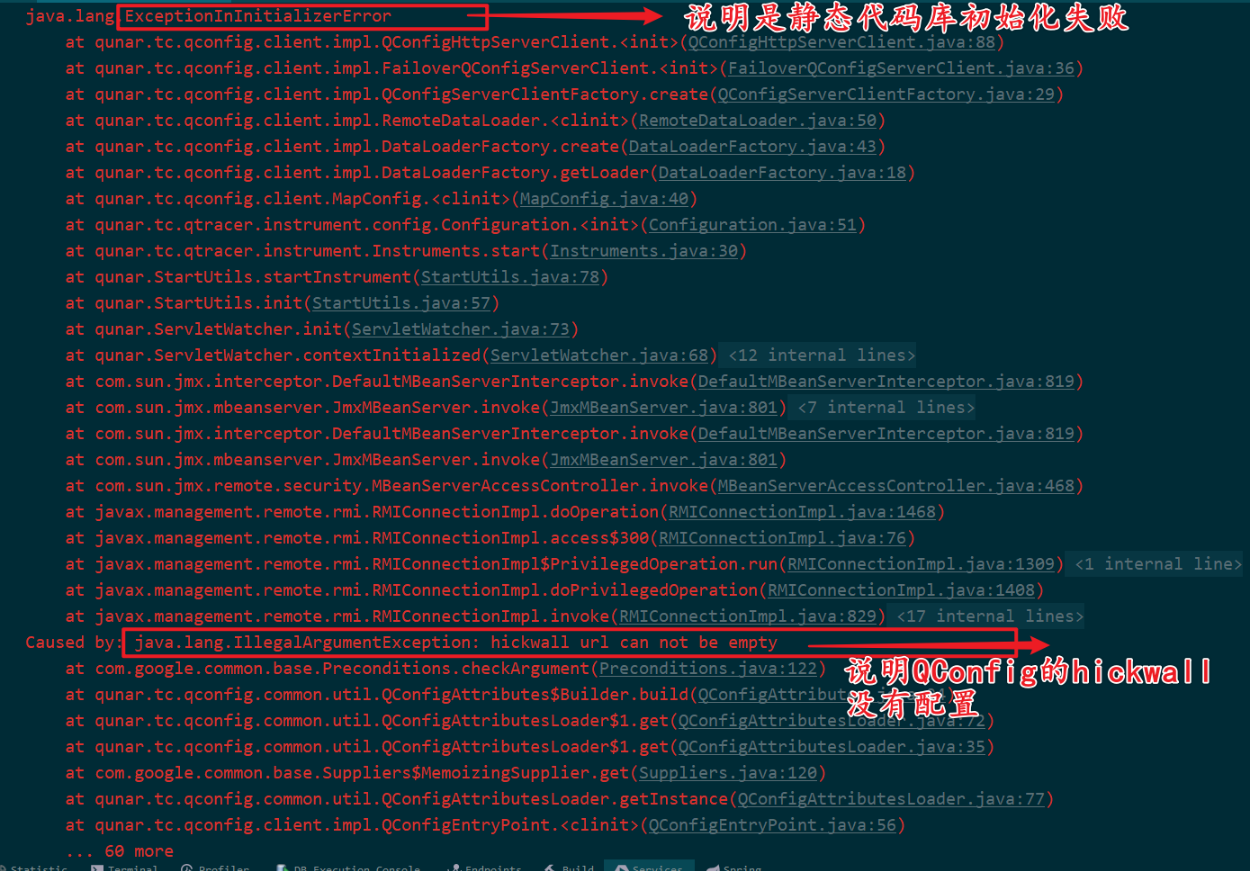 java.lang.ExceptionInInitializerError 说明是静态代码库初始化失败
at qunar.tc.qconfig.client.impl.QConfigHttpServerClient.<init>(QConfigHttpServerClient.java:88)
at qunar.tc.qconfig.client.impl.FailoverQConfigServerClient.<init>(FailoverQConfigServerClient.java:36)
at qunar.tc.qconfig.client.impl.QConfigServerClientFactory.create(QConfigServerClientFactory.java:29)
at qunar.tc.qconfig.client.impl.RemoteDataLoader.<clinit>(RemoteDataLoader.java:50)
at qunar.tc.qconfig.client.impl.DataLoaderFactory.create(DataLoaderFactory.java:43)
at qunar.tc.qconfig.client.impl.DataLoaderFactory.getLoader(DataLoaderFactory.java:18)
at qunar.tc.qconfig.client.MapConfig.<clinit>(MapConfig.java:40)
at qunar.tc.qtracer.instrument.config.Configuration.<init>(Configuration.java:51)
at qunar.tc.qtracer.instrument.Instruments.start(Instruments.java:30)
at qunar.StartUtils.startInstrument(StartUtils.java:78)
at qunar.StartUtils.init(StartUtils.java:57)
at qunar.ServletWatcher.init(ServletWatcher.java:73)
at qunar.ServletWatcher.contextInitialized(ServletWatcher.java:68) <12 internal lines>
at com.sun.jmx.interceptor.DefaultMBeanServerInterceptor.invoke(DefaultMBeanServerInterceptor.java:819)
at com.sun.jmx.mbeanserver.JmxMBeanServer.invoke(JmxMBeanServer.java:801) <7 internal lines>
at com.sun.jmx.interceptor.DefaultMBeanServerInterceptor.invoke(DefaultMBeanServerInterceptor.java:819)
at com.sun.jmx.mbeanserver.JmxMBeanServer.invoke(JmxMBeanServer.java:801)
at com.sun.jmx.remote.security.MBeanServerAccessController.invoke(MBeanServerAccessController.java:468)
at javax.management.remote.rmi.RMIConnectionImpl.doOperation(RMIConnectionImpl.java:1468)
at javax.management.remote.rmi.RMIConnectionImpl.access$300(RMIConnectionImpl.java:76)
at javax.management.remote.rmi.RMIConnectionImpl$PrivilegedOperation.run(RMIConnectionImpl.java:1309) <1 internal line>
at javax.management.remote.rmi.RMIConnectionImpl.doPrivilegedOperation(RMIConnectionImpl.java:1408)
at javax.management.remote.rmi.RMIConnectionImpl.invoke(RMIConnectionImpl.java:829) <17 internal lines>
Caused by: java.lang.IllegalArgumentException: hickwall url can not be empty
at com.google.common.base.Preconditions.checkArgument(Preconditions.java:122) 说明QConfig的hickwall
at qunar.tc.qconfig.common.util.QConfigAttributes$Builder.build( 没有配置
at qunar.tc.qconfig.common.util.QConfigAttributesLoader$1.get(QConfigAttributesLoader.java:72)
at qunar.tc.qconfig.common.util.QConfigAttributesLoader$1.get(QConfigAttributesLoader.java:35)
at com.google.common.base.Suppliers$MemoizingSupplier.get(Suppliers.java:120)
at qunar.tc.qconfig.common.util.QConfigAttributesLoader.getInstance(QConfigAttributesLoader.java:77)
at qunar.tc.qconfig.client.impl.QConfigEntryPoint.<clinit>(QConfigEntryPoint.java:56)
... 60 more
Statistic Terminal Profiler DB Execution Console Endpoints Build Services Spring